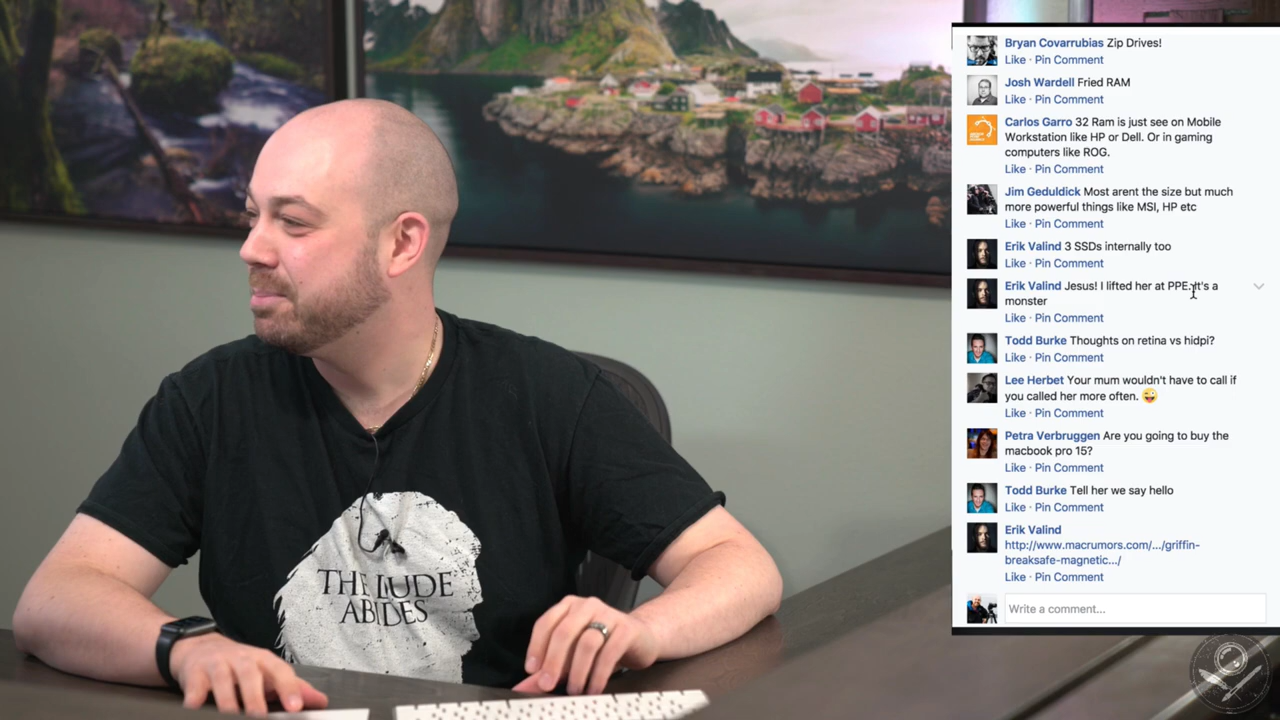 THE DUDE
ABIDES
Bryan Covarrubias Zip Drives!
Like · Pin Comment
Josh Wardell Fried RAM
Like · Pin Comment
Carlos Garro 32 Ram is just see on Mobile
Workstation like HP or Dell. Or in gaming
computers like ROG.
Like · Pin Comment
Jim Geduldick Most arent the size but much
more powerful things like MSI, HP etc
Like · Pin Comment
Erik Valind 3 SSDs internally too
Like · Pin Comment
Erik Valind Jesus! I lifted her at PPE. It's a
monster
Like · Pin Comment
Todd Burke Thoughts on retina vs hidpi?
Like · Pin Comment
Lee Herbet Your mum wouldn't have to call if
you called her more often. 😜
Like · Pin Comment
Petra Verbruggen Are you going to buy the
macbook pro 15?
Like · Pin Comment
Todd Burke Tell her we say hello
Like · Pin Comment
Erik Valind
http://www.macrumors.com/.../griffin-
breaksafe-magnetic.../
Like · Pin Comment
Write a comment...